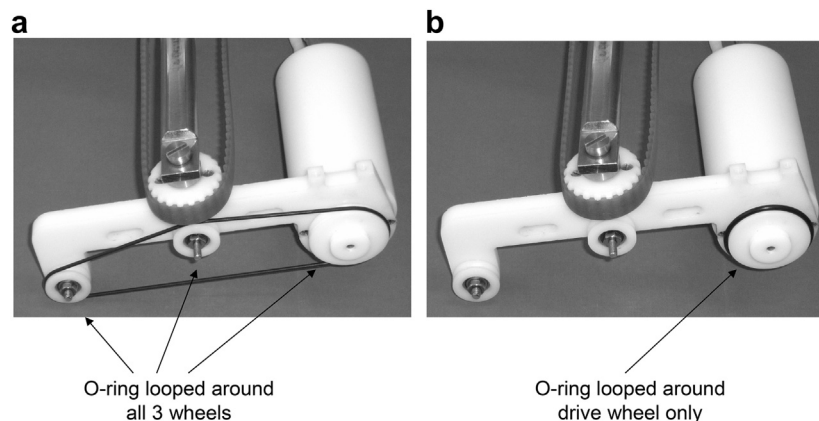 a
b
O-ring looped around
all 3 wheels
O-ring looped around
drive wheel only